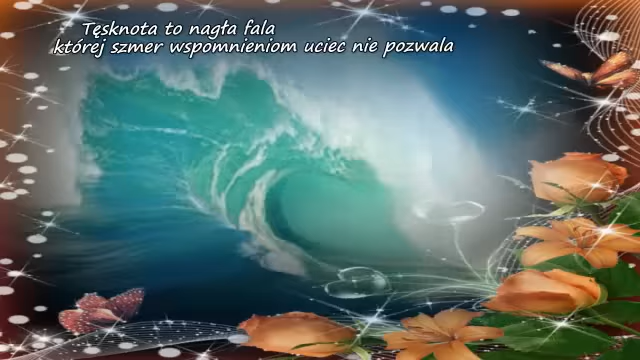 Tęsknota to nagła fala
której szmer wspomnieniom uciec nie pozwala